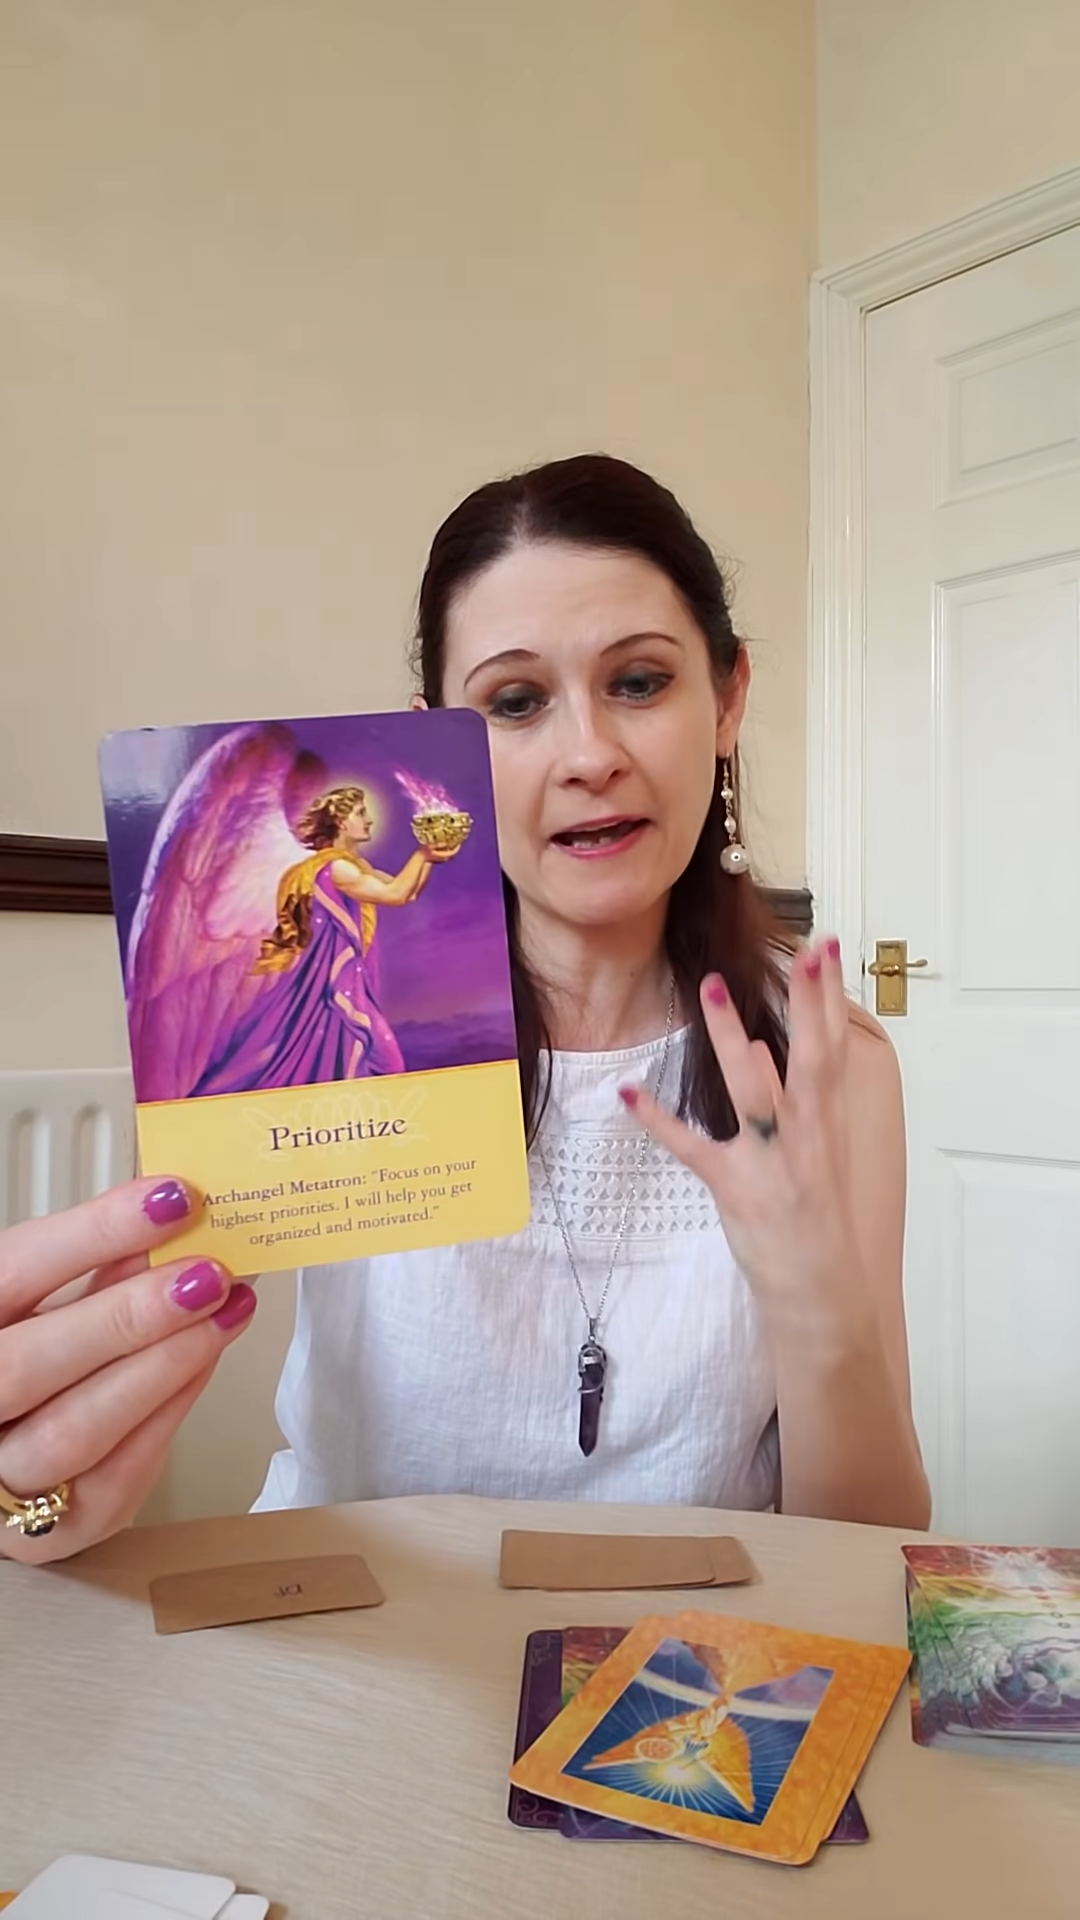 Prioritize
Archangel Metatron: "Focus on your
highest priorities. I will help you get
organized and motivated."